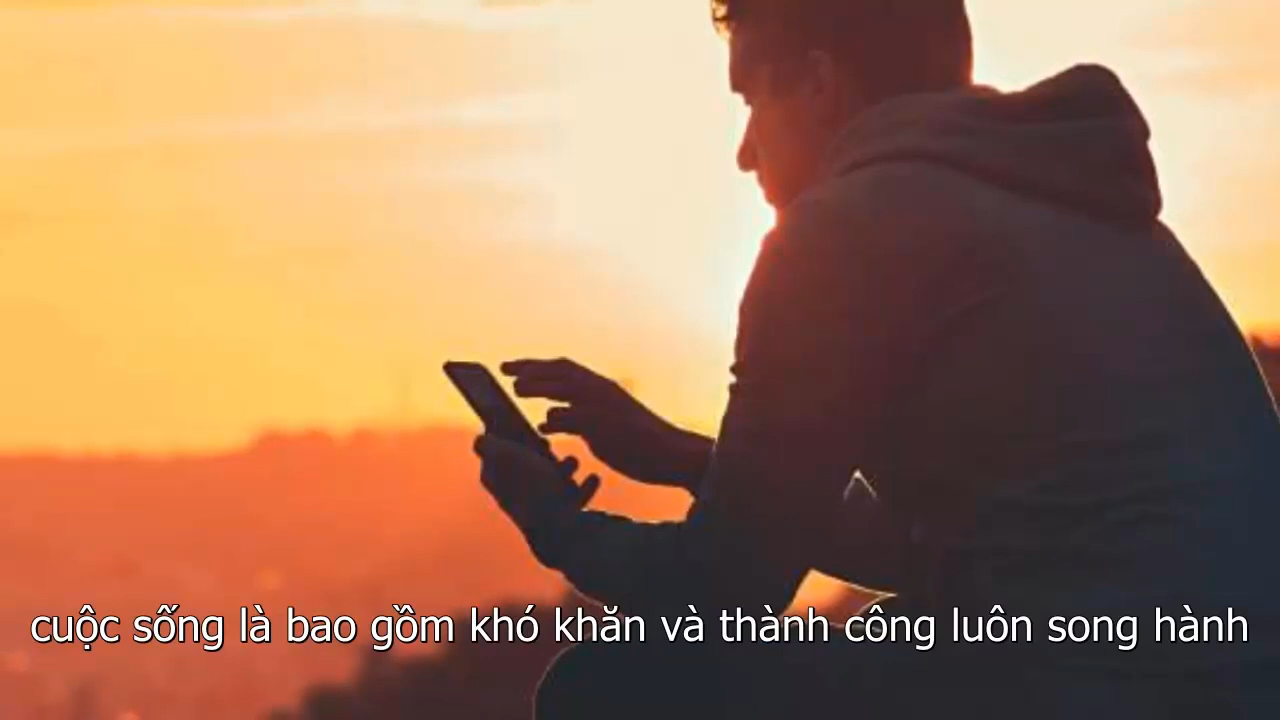 cuộc sống là bao gồm khó khăn và thành công luôn song hành